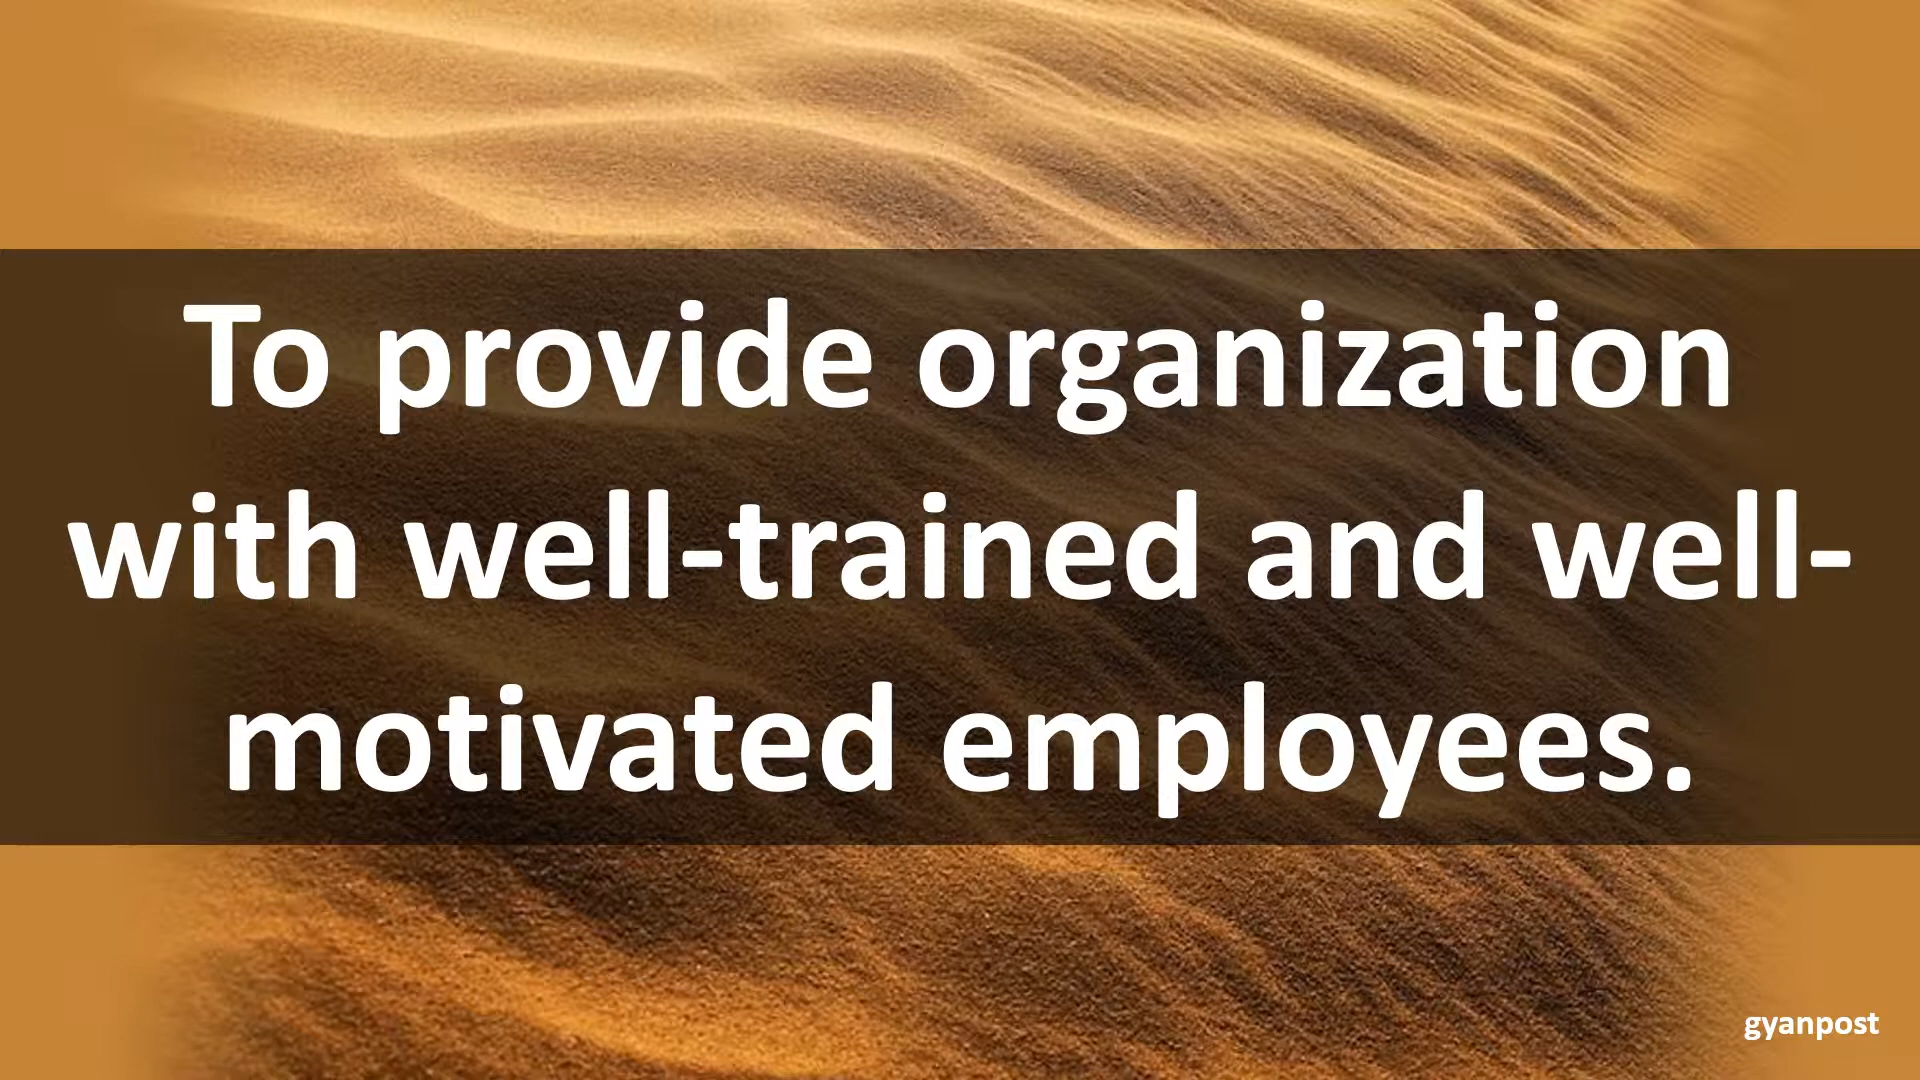 To provide organization
with well-trained and well-
motivated employees.
gyanpost